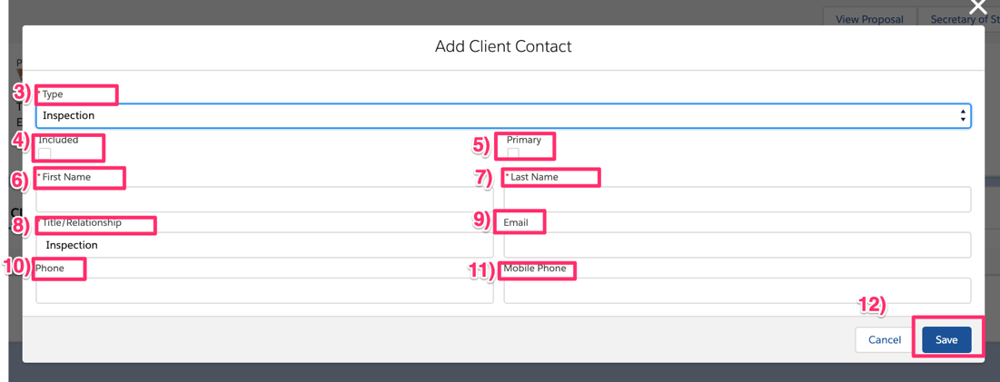 View Proposal Secretary of St
Add Client Contact
3) * Type
Inspection
4) Included 5) Primary
6) * First Name 7) * Last Name
8) * Title/Relationship 9) Email
Inspection
10) Phone 11) Mobile Phone
12)
Cancel Save